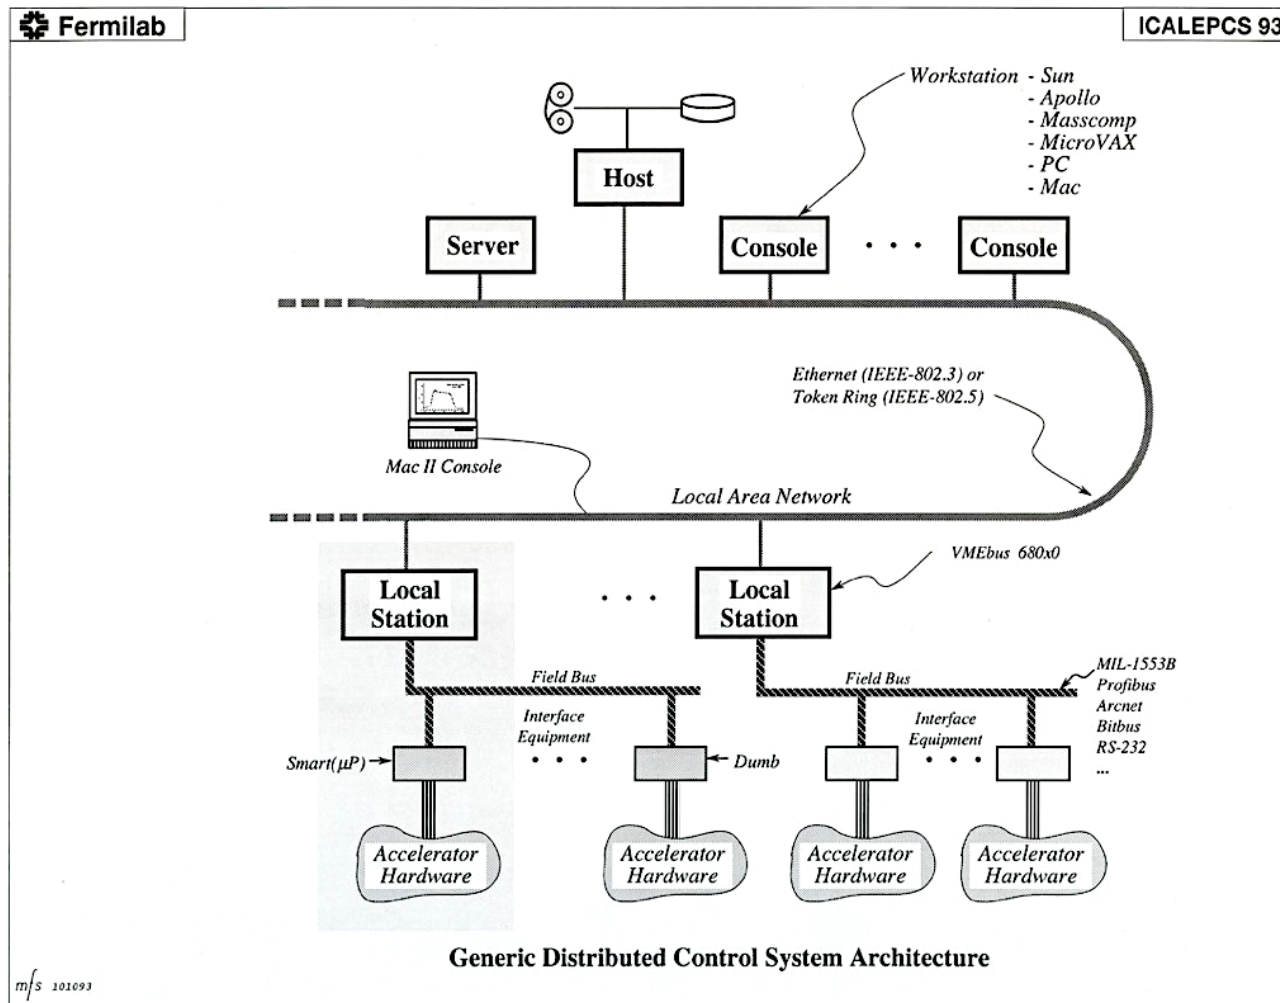 Fermilab
ICALEPCS 93
Workstation - Sun
- Apollo
- Masscomp
- MicroVAX
- PC
- Mac
Host
Server
Console
. . .
Console
Ethernet (IEEE-802.3) or
Token Ring (IEEE-802.5)
Mac II Console
Local Area Network
VMEbus 680x0
Local
Station
. . .
Local
Station
Field Bus
Field Bus
MIL-1553B
Profibus
Arcnet
Bitbus
RS-232
...
Interface
Equipment
. . .
Interface
Equipment
. . .
Smart(μP)
Dumb
Accelerator
Hardware
Accelerator
Hardware
Accelerator
Hardware
Accelerator
Hardware
Generic Distributed Control System Architecture
mfs 101093